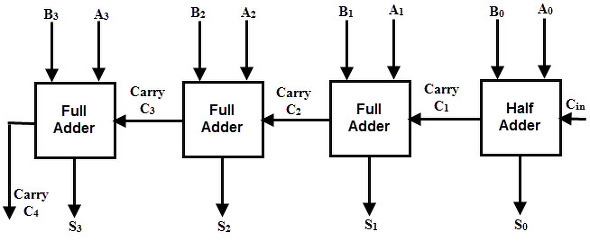 B3 A3 B2 A2 B1 A1 B0 A0
Carry Carry Carry
C3 C2 C1 Cin
Full Adder
Full Adder
Full Adder
Half Adder
Carry
C4
S3 S2 S1 S0